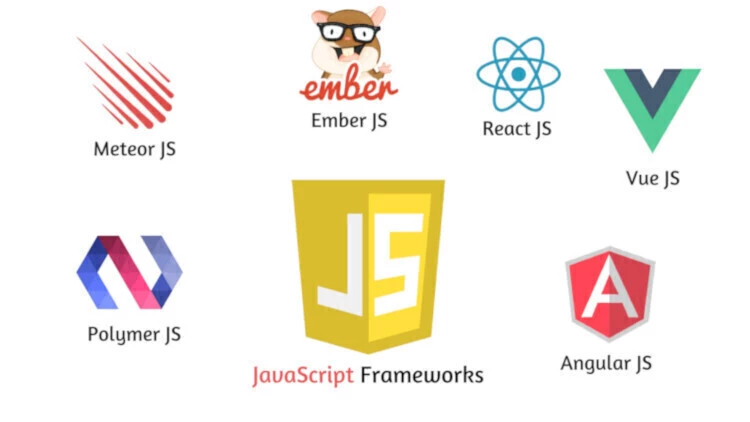 ember
Ember JS
Meteor JS
React JS
Vue JS
JS
Polymer JS
A
Angular JS
JavaScript Frameworks